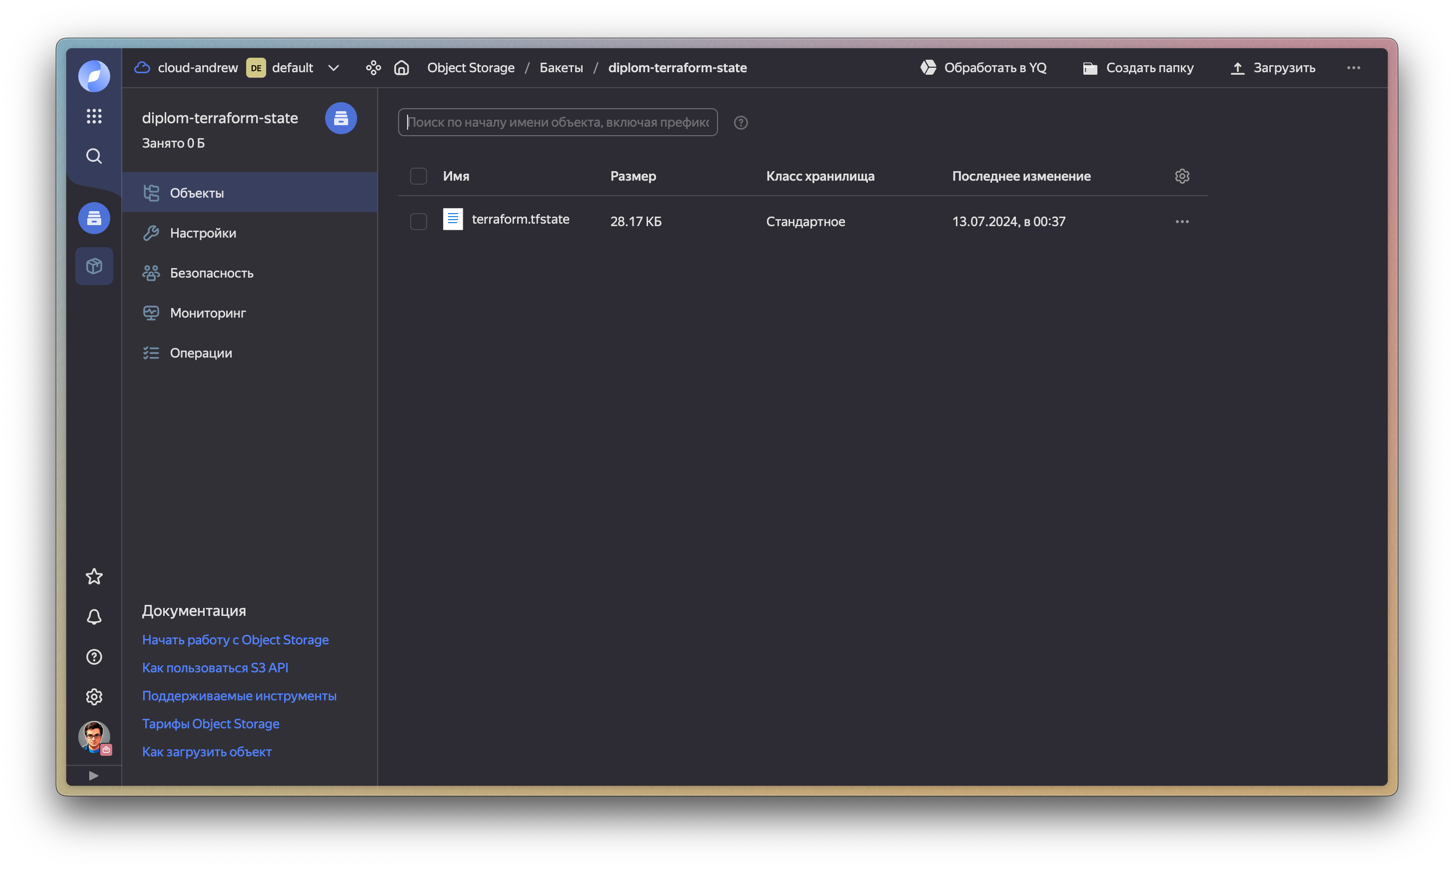 cloud-andrew DE default Object Storage / Бакеты / diplom-terraform-state Обработать в YQ Создать папку Загрузить
diplom-terraform-state
Занято 0 Б
Объекты
Настройки
Безопасность
Мониторинг
Операции
Документация
Начать работу с Object Storage
Как пользоваться S3 API
Поддерживаемые инструменты
Тарифы Object Storage
Как загрузить объект
Поиск по началу имени объекта, включая префикс
Имя Размер Класс хранилища Последнее изменение
terraform.tfstate 28.17 КБ Стандартное 13.07.2024, в 00:37